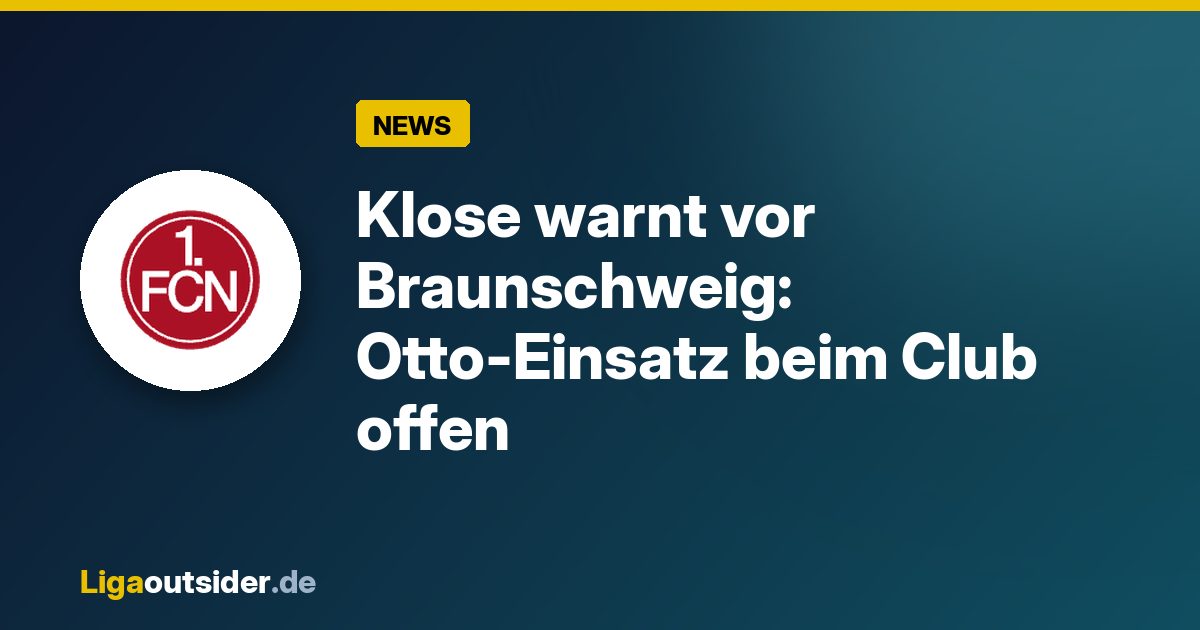 NEWS
1.
FCN
Klose warnt vor
Braunschweig:
Otto-Einsatz beim Club
offen
Ligaoutsider.de